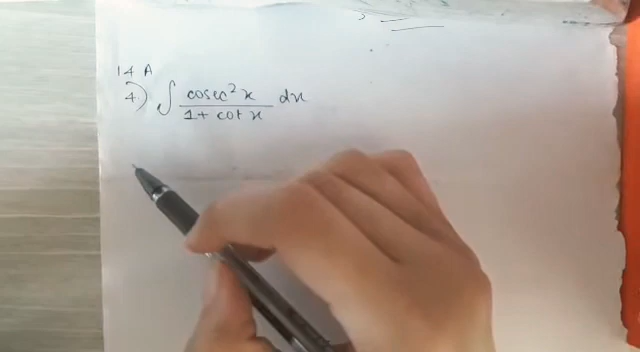 14 A
4) ∫ cosec²x / 1 + cot x dx